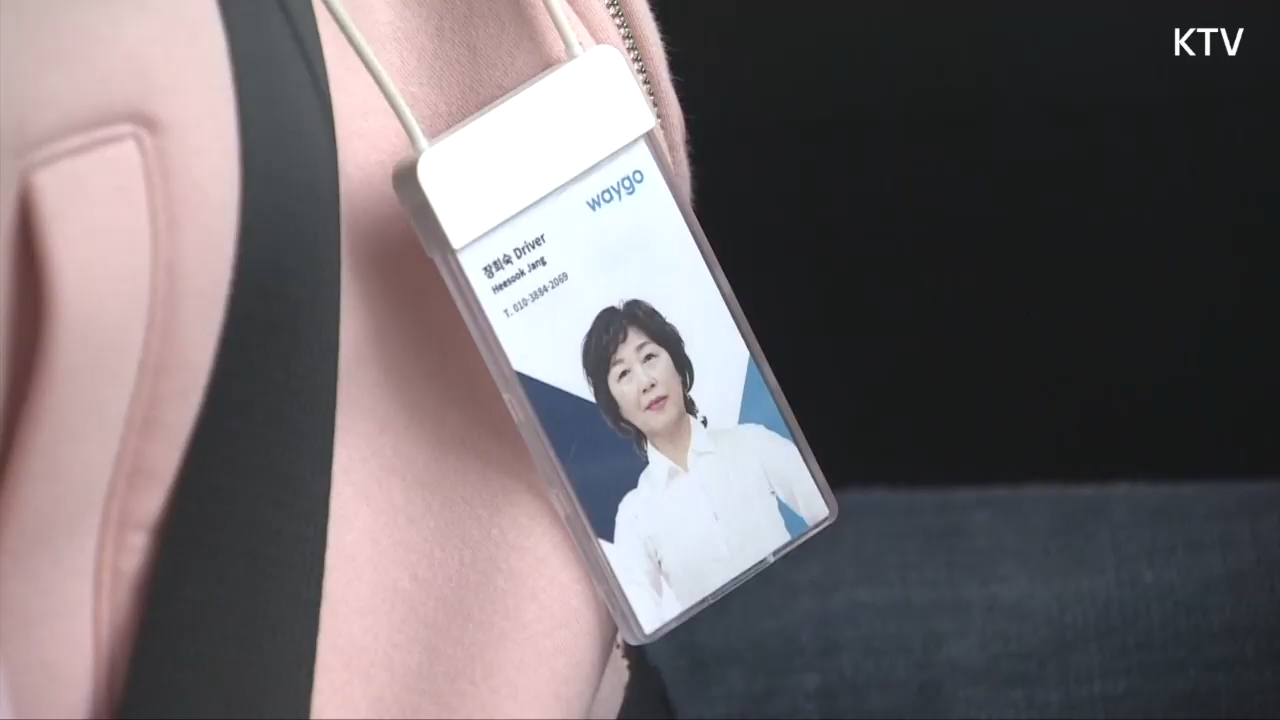 KTV
waygo
장희숙 Driver
Heesook Jang
T. 010-3884-2069